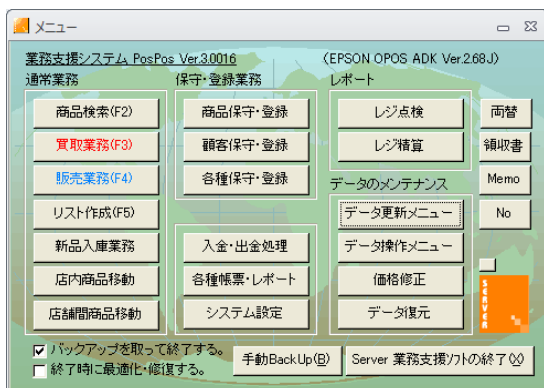 メニュー
業務支援システム PosPos Ver.3.0016
(EPSON OPOS ADK Ver.2.68J)
通常業務
保守・登録業務
レポート
商品検索(F2)
商品保守・登録
レジ点検
両替
買取業務(F3)
顧客保守・登録
レジ精算
領収書
販売業務(F4)
各種保守・登録
データのメンテナンス
Memo
リスト作成(F5)
データ更新メニュー
No
新品入庫業務
入金・出金処理
データ操作メニュー
店内商品移動
各種帳票・レポート
価格修正
店舗間商品移動
システム設定
データ復元
SERVER
バックアップを取って終了する。
終了時に最適化・修復する。
手動BackUp(B)
Server 業務支援ソフトの終了(X)